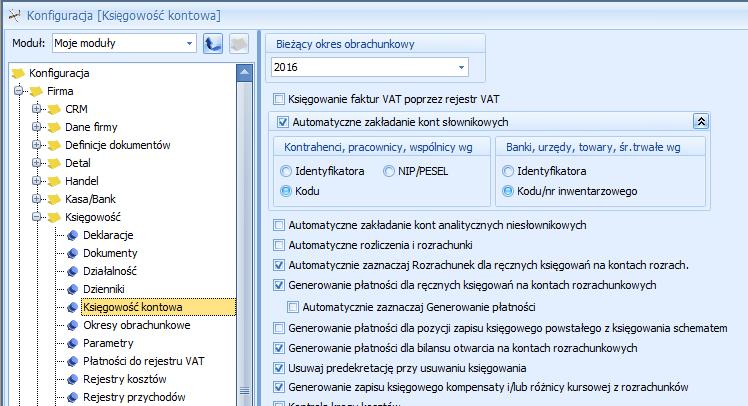 Konfiguracja [Księgowość kontowa]
Moduł: Moje moduły
Konfiguracja
Firma
CRM
Dane firmy
Definicje dokumentów
Detal
Handel
Kasa/Bank
Księgowość
Deklaracje
Dokumenty
Działalność
Dzienniki
Księgowość kontowa
Okresy obrachunkowe
Parametry
Płatności do rejestru VAT
Rejestry kosztów
Rejestry przychodów
Bieżący okres obrachunkowy
2016
Księgowanie faktur VAT poprzez rejestr VAT
Automatyczne zakładanie kont słownikowych
Kontrahenci, pracownicy, wspólnicy wg
Identyfikatora
NIP/PESEL
Kodu
Banki, urzędy, towary, śr.trwałe wg
Identyfikatora
Kodu/nr inwentarzowego
Automatyczne zakładanie kont analitycznych niesłownikowych
Automatyczne rozliczenia i rozrachunki
Automatycznie zaznaczaj Rozrachunek dla ręcznych księgowań na kontach rozrach.
Generowanie płatności dla ręcznych księgowań na kontach rozrachunkowych
Automatycznie zaznaczaj Generowanie płatności
Generowanie płatności dla pozycji zapisu księgowego powstałego z księgowania schematem
Generowanie płatności dla bilansu otwarcia na kontach rozrachunkowych
Usuwaj predekretację przy usuwaniu księgowania
Generowanie zapisu księgowego kompensaty i/lub różnicy kursowej z rozrachunków